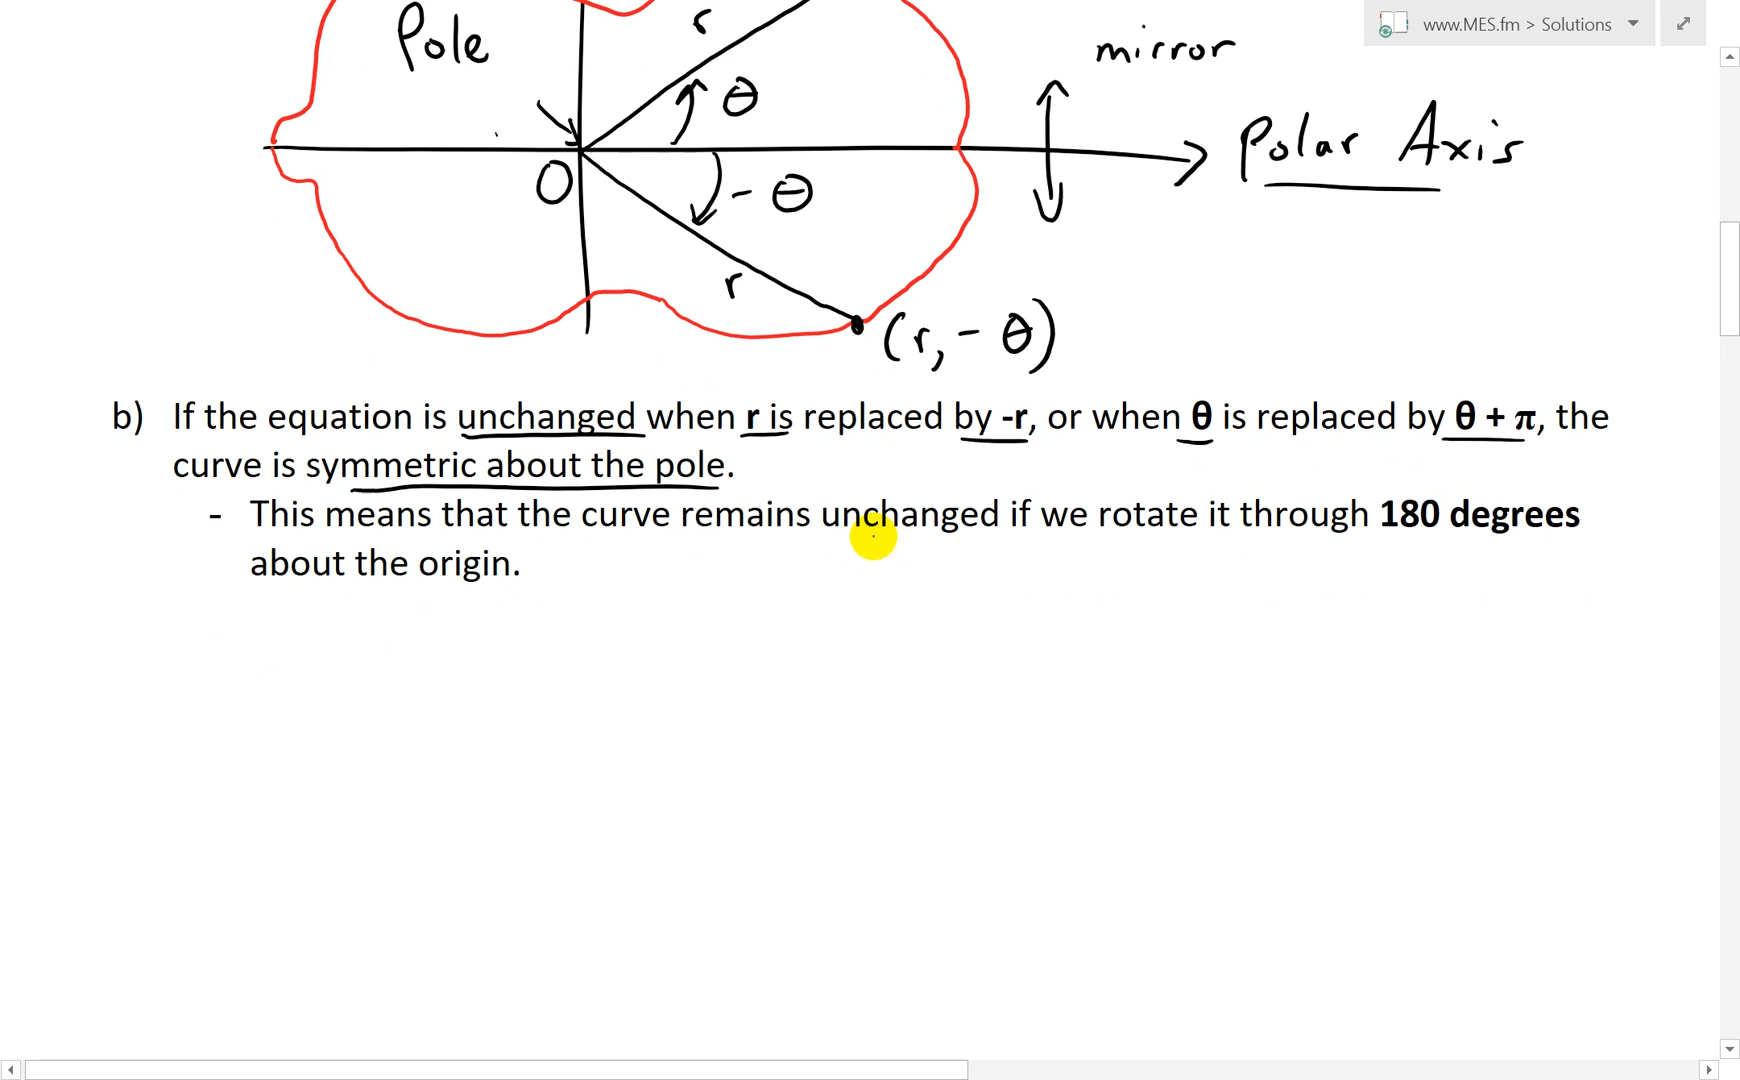 www.MES.fm > Solutions
Pole
r
mirror
θ
Polar Axis
O
- θ
r
(r, - θ)
b) If the equation is unchanged when r is replaced by -r, or when θ is replaced by θ + π, the
curve is symmetric about the pole.
- This means that the curve remains unchanged if we rotate it through 180 degrees
about the origin.